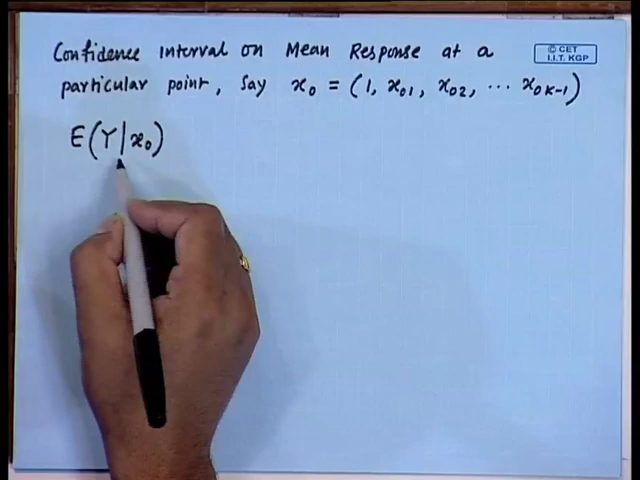 Confidence interval on Mean Response at a
© CET
I.I.T. KGP
particular point, Say x₀ = (1, x₀₁, x₀₂, ... x₀ₖ₋₁)
E(Y|x₀)